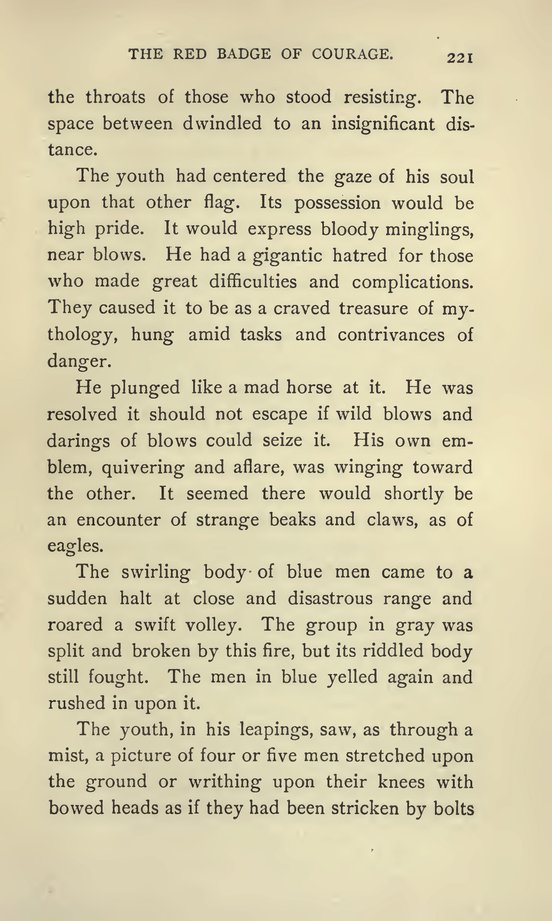 THE RED BADGE OF COURAGE. 221
the throats of those who stood resisting. The
space between dwindled to an insignificant dis-
tance.
The youth had centered the gaze of his soul
upon that other flag. Its possession would be
high pride. It would express bloody minglings,
near blows. He had a gigantic hatred for those
who made great difficulties and complications.
They caused it to be as a craved treasure of my-
thology, hung amid tasks and contrivances of
danger.
He plunged like a mad horse at it. He was
resolved it should not escape if wild blows and
darings of blows could seize it. His own em-
blem, quivering and aflare, was winging toward
the other. It seemed there would shortly be
an encounter of strange beaks and claws, as of
eagles.
The swirling body of blue men came to a
sudden halt at close and disastrous range and
roared a swift volley. The group in gray was
split and broken by this fire, but its riddled body
still fought. The men in blue yelled again and
rushed in upon it.
The youth, in his leapings, saw, as through a
mist, a picture of four or five men stretched upon
the ground or writhing upon their knees with
bowed heads as if they had been stricken by bolts